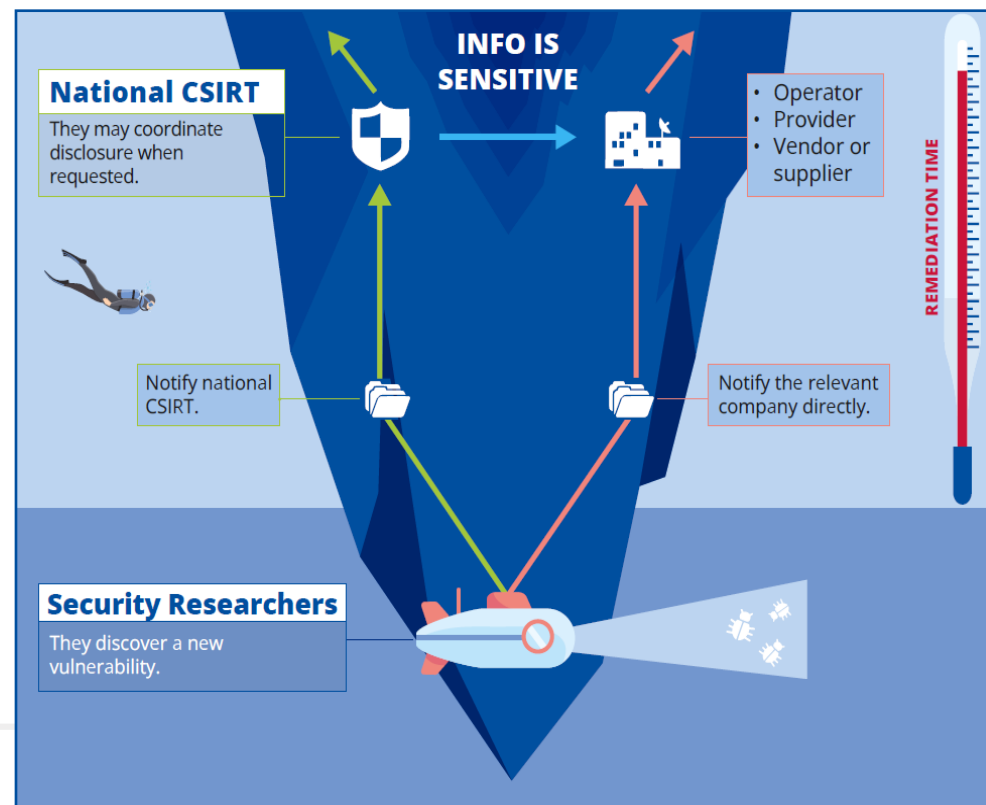 INFO IS
SENSITIVE
National CSIRT
They may coordinate
disclosure when
requested.
• Operator
• Provider
• Vendor or
supplier
REMEDIATION TIME
Notify national
CSIRT.
Notify the relevant
company directly.
Security Researchers
They discover a new
vulnerability.